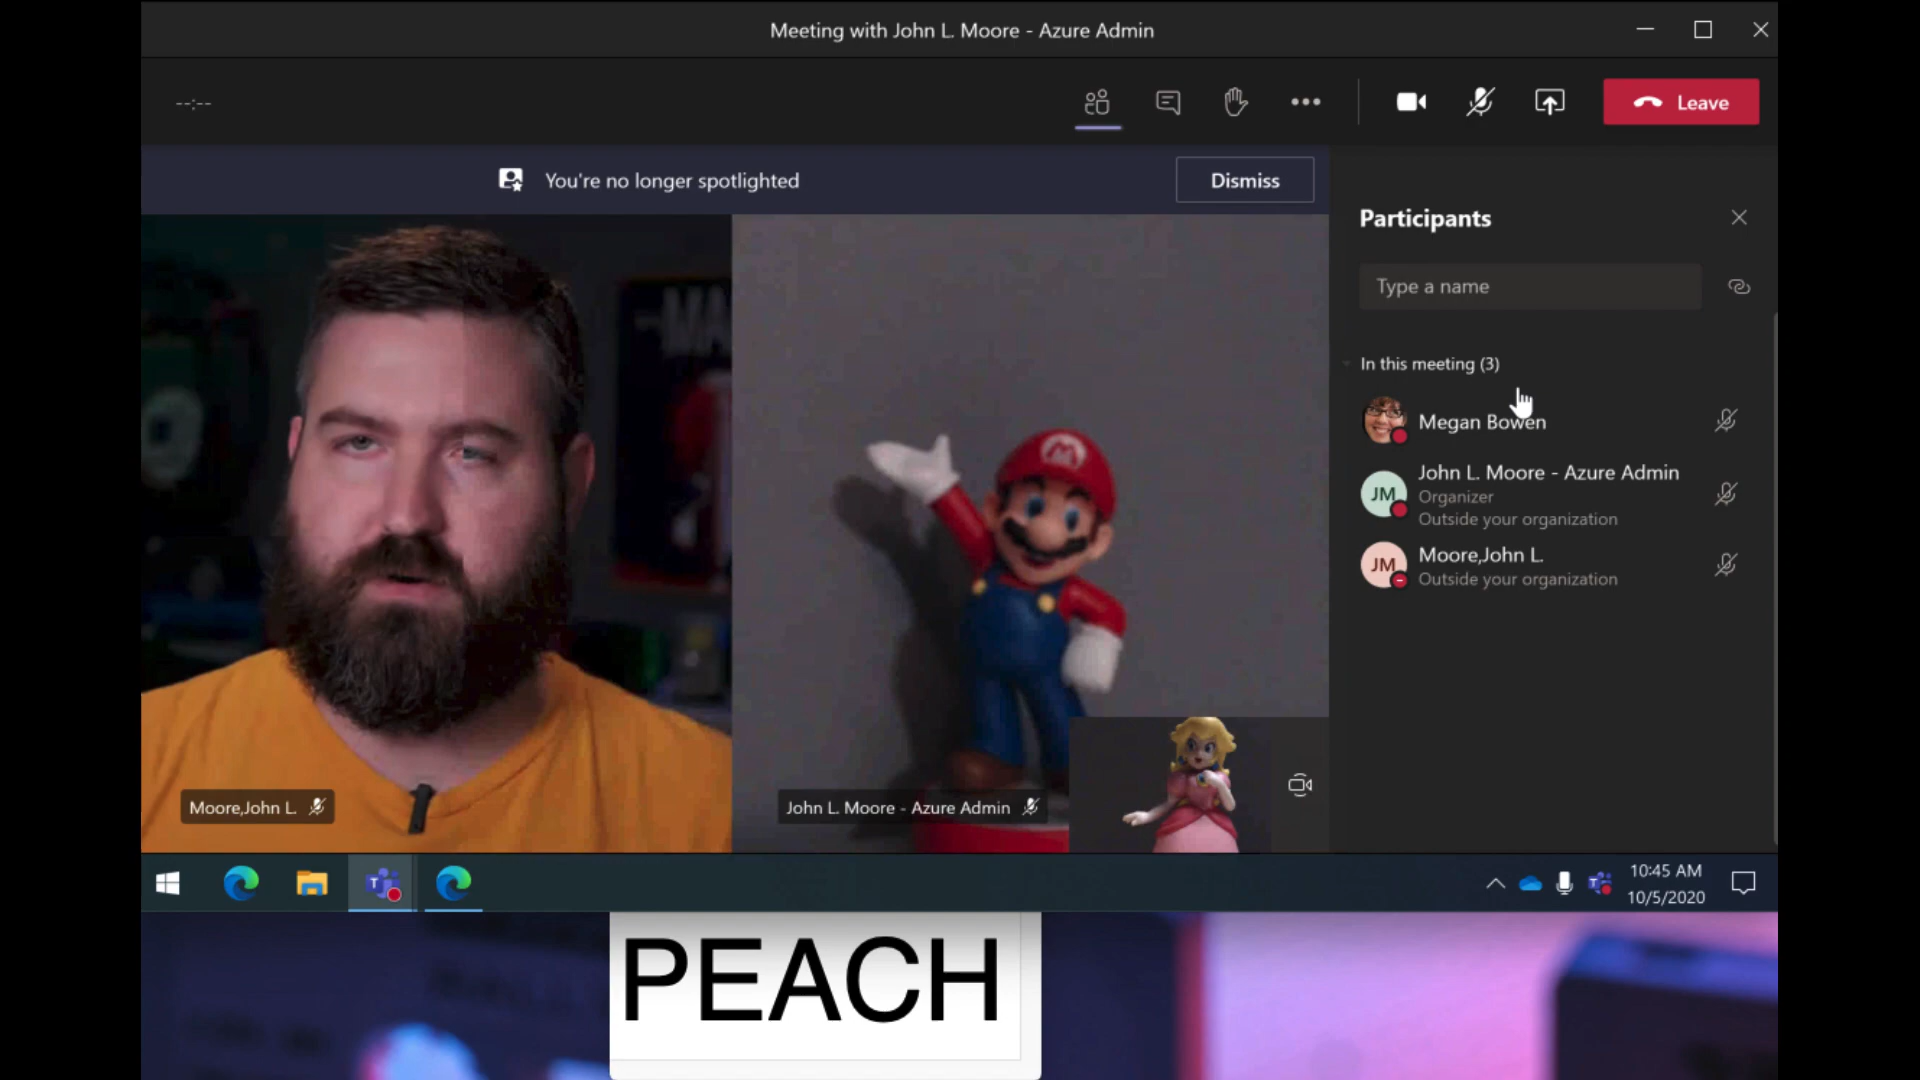 Meeting with John L. Moore - Azure Admin
--:--
Leave
You're no longer spotlighted
Dismiss
Participants
Type a name
In this meeting (3)
Megan Bowen
JM
John L. Moore - Azure Admin
Organizer
Outside your organization
JM
Moore,John L.
Outside your organization
MA
M
Moore,John L.
John L. Moore - Azure Admin
T
T
10:45 AM
10/5/2020
PEACH